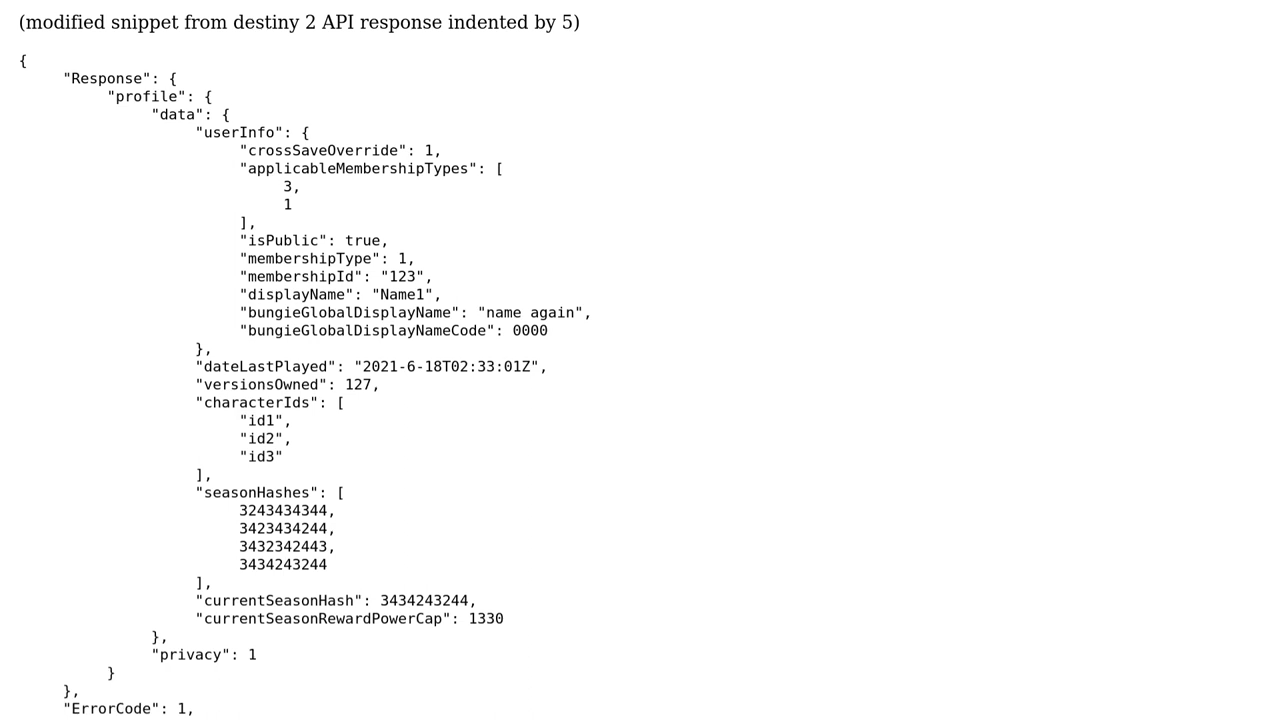 (modified snippet from destiny 2 API response indented by 5)
{
     "Response": {
          "profile": {
               "data": {
                    "userInfo": {
                         "crossSaveOverride": 1,
                         "applicableMembershipTypes": [
                              3,
                              1
                         ],
                         "isPublic": true,
                         "membershipType": 1,
                         "membershipId": "123",
                         "displayName": "Name1",
                         "bungieGlobalDisplayName": "name again",
                         "bungieGlobalDisplayNameCode": 0000
                    },
                    "dateLastPlayed": "2021-6-18T02:33:01Z",
                    "versionsOwned": 127,
                    "characterIds": [
                         "id1",
                         "id2",
                         "id3"
                    ],
                    "seasonHashes": [
                         3243434344,
                         3423434244,
                         3432342443,
                         3434243244
                    ],
                    "currentSeasonHash": 3434243244,
                    "currentSeasonRewardPowerCap": 1330
               },
               "privacy": 1
          }
     },
     "ErrorCode": 1,